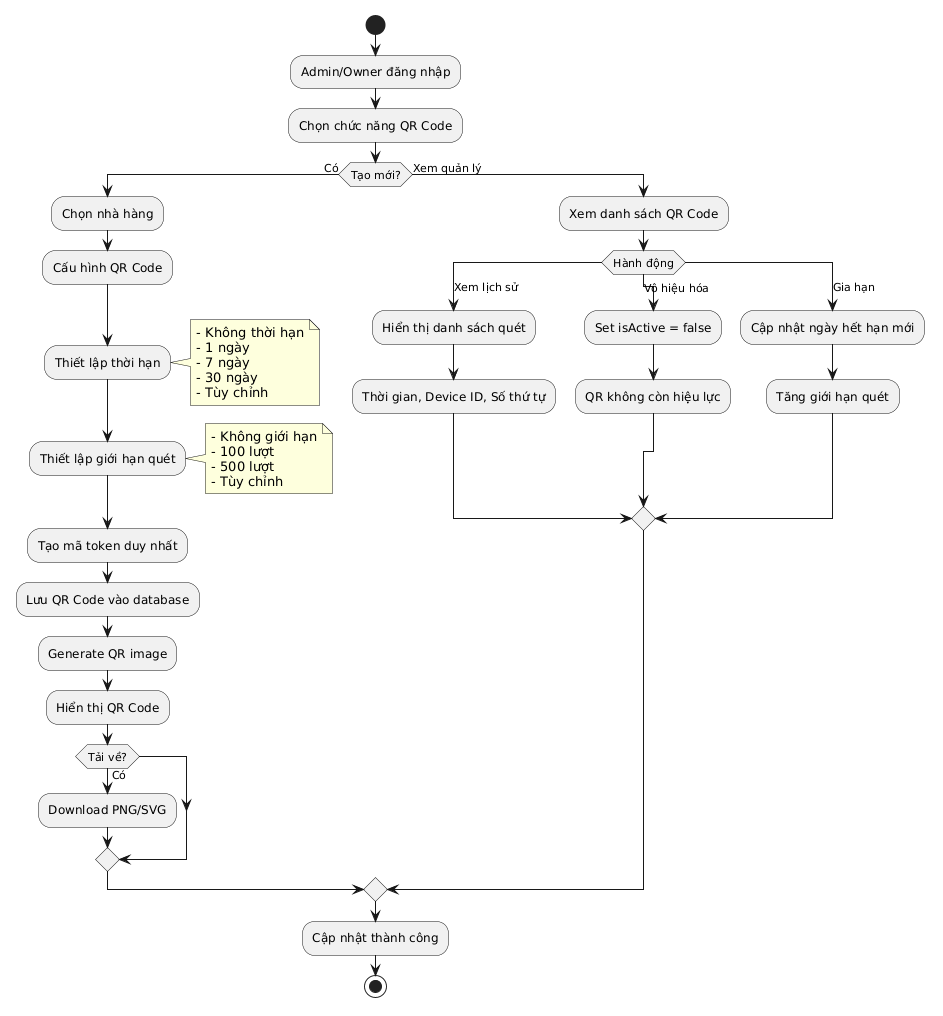 Admin/Owner đăng nhập
Chọn chức năng QR Code
Có
Tạo mới?
Xem quản lý
Chọn nhà hàng
Cấu hình QR Code
Thiết lập thời hạn
- Không thời hạn
- 1 ngày
- 7 ngày
- 30 ngày
- Tùy chỉnh
Thiết lập giới hạn quét
- Không giới hạn
- 100 lượt
- 500 lượt
- Tùy chỉnh
Tạo mã token duy nhất
Lưu QR Code vào database
Generate QR image
Hiển thị QR Code
Tải về?
Có
Download PNG/SVG
Xem danh sách QR Code
Hành động
Xem lịch sử
Hiển thị danh sách quét
Thời gian, Device ID, Số thứ tự
Vô hiệu hóa
Set isActive = false
QR không còn hiệu lực
Gia hạn
Cập nhật ngày hết hạn mới
Tăng giới hạn quét
Cập nhật thành công